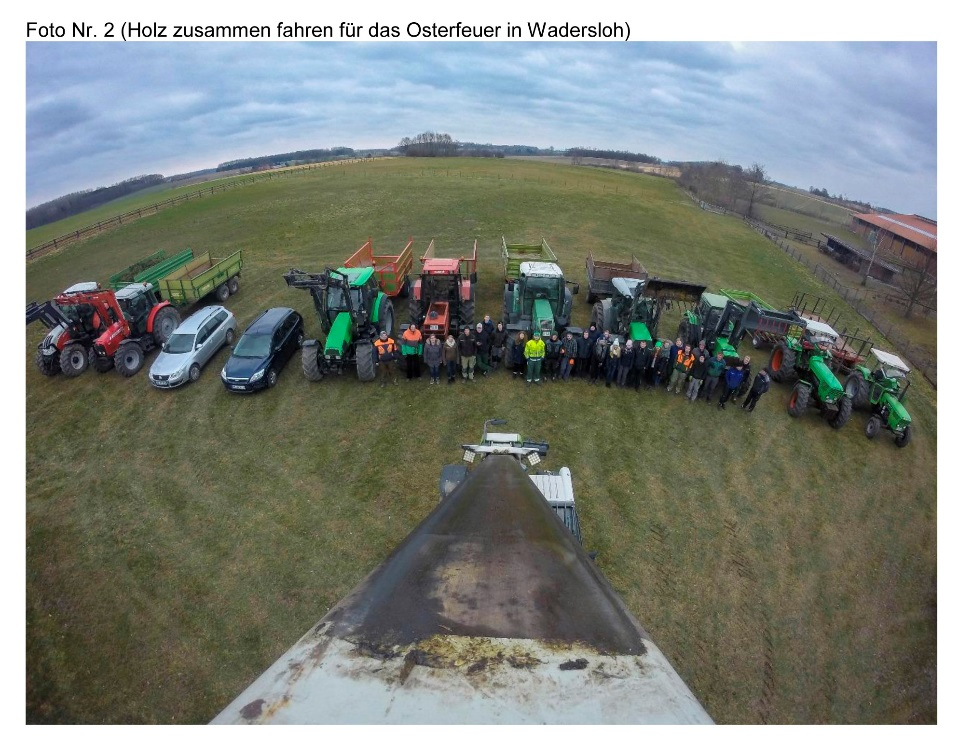 Foto Nr. 2 (Holz zusammen fahren für das Osterfeuer in Wadersloh)